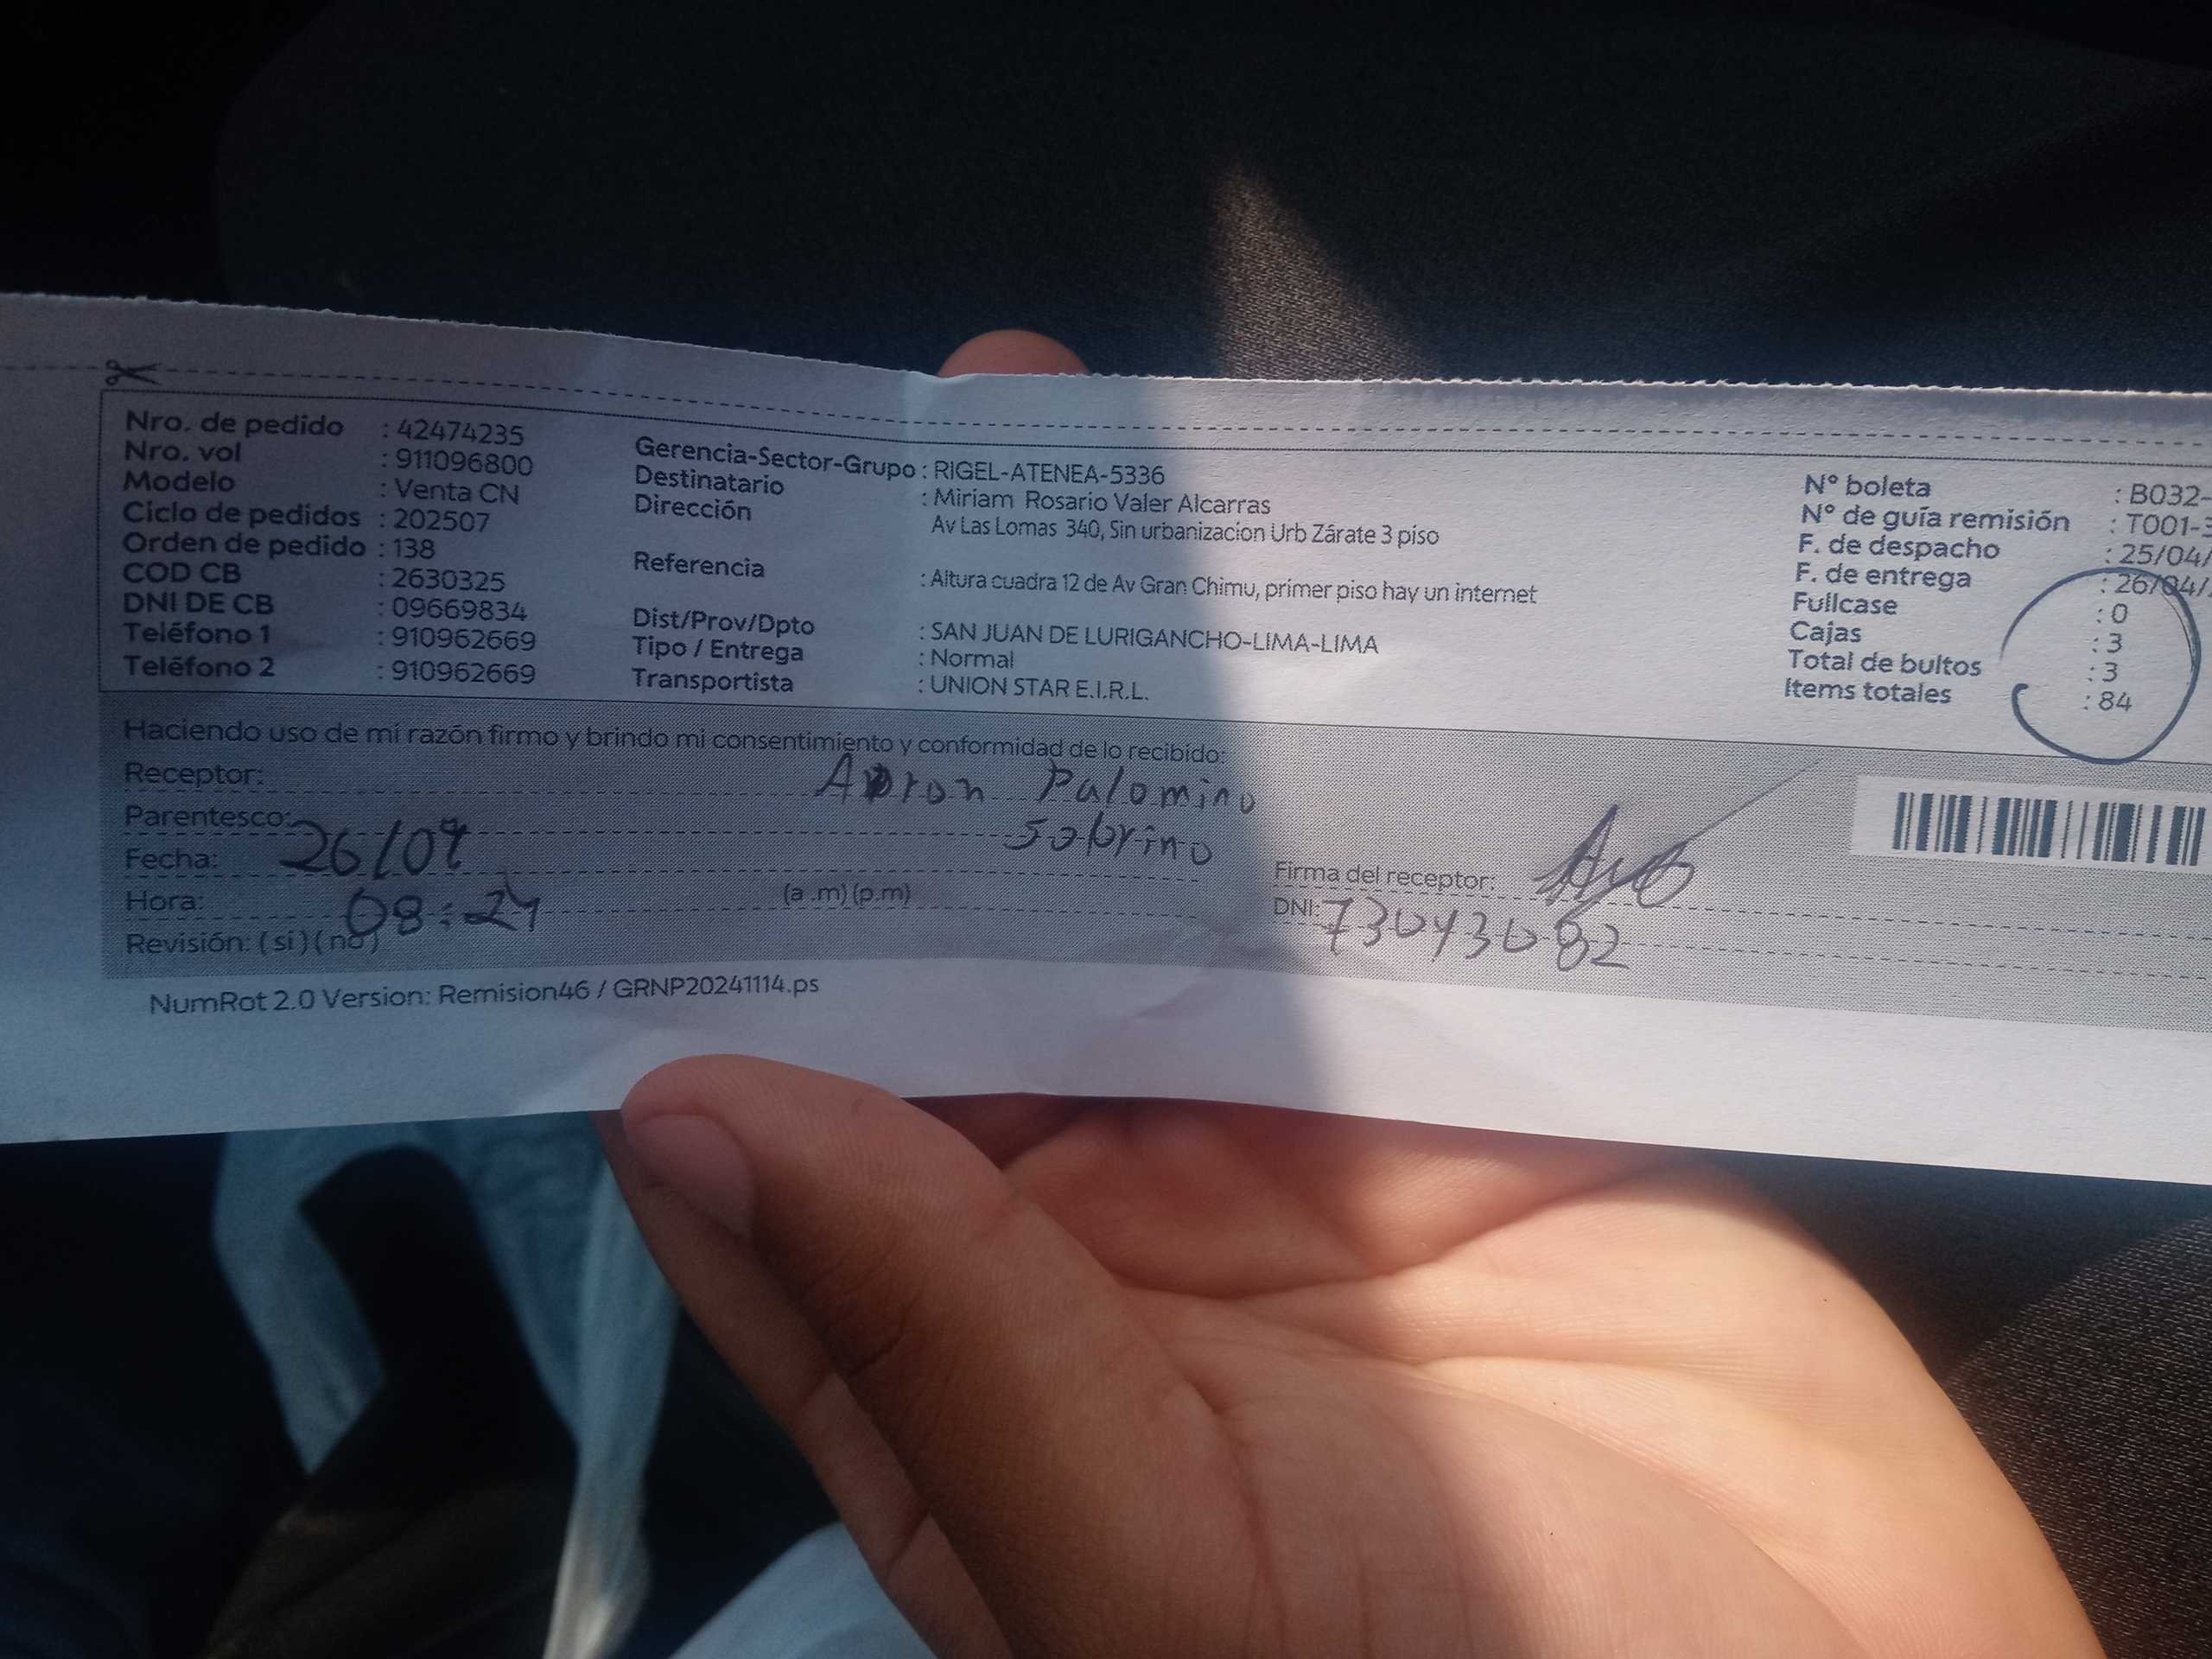 Nro. de pedido : 42474235
Nro. vol : 911096800
Modelo : Venta CN
Ciclo de pedidos : 202507
Orden de pedido : 138
COD CB : 2630325
DNI DE CB : 09669834
Teléfono 1 : 910962669
Teléfono 2 : 910962669
Gerencia-Sector-Grupo : RIGEL-ATENEA-5336
Destinatario : Miriam Rosario Valer Alcarras
Dirección Av Las Lomas 340, Sin urbanizacion Urb Zárate 3 piso
Referencia : Altura cuadra 12 de Av Gran Chimu, primer piso hay un internet
Dist/Prov/Dpto : SAN JUAN DE LURIGANCHO-LIMA-LIMA
Tipo / Entrega : Normal
Transportista : UNION STAR E.I.R.L.
N° boleta : B032-
N° de guía remisión : T001-3
F. de despacho : 25/04/
F. de entrega : 26/04/
Fullcase : 0
Cajas : 3
Total de bultos : 3
Items totales : 84
Haciendo uso de mi razón firmo y brindo mi consentimiento y conformidad de lo recibido:
Receptor: Palomino
Parentesco: Sobrino
Fecha: 26/04
Hora: 08:24 (a .m) (p.m)
Revisión: ( si ) ( no )
Firma del receptor:
DNI:
NumRot 2.0 Version: Remision46 / GRNP20241114.ps